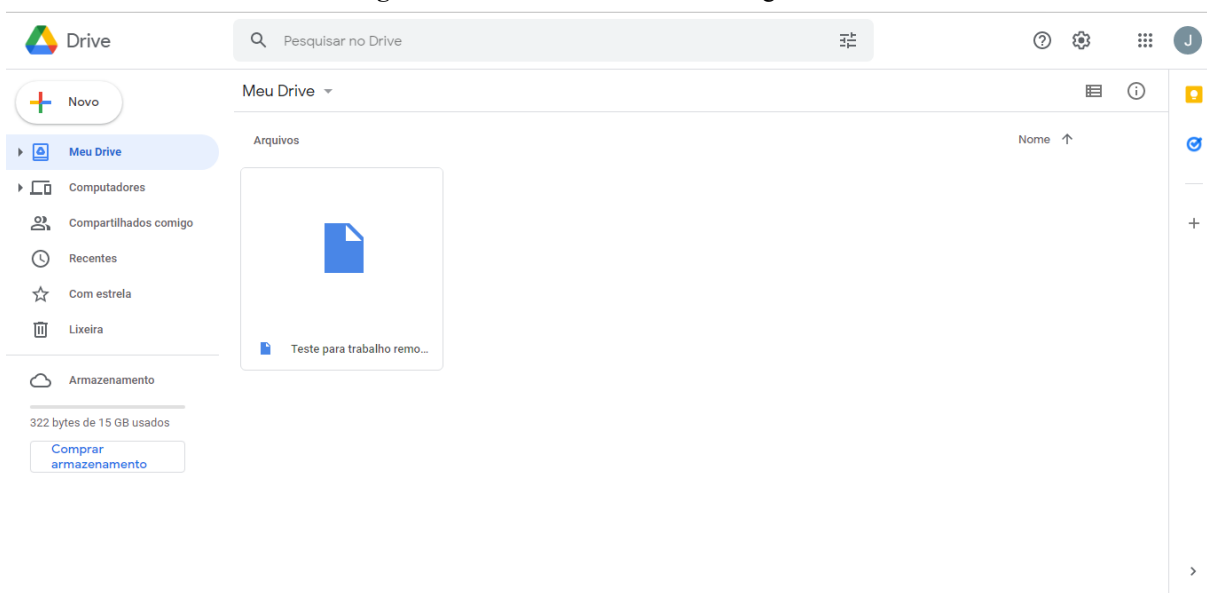 Drive
Pesquisar no Drive
J
Novo
Meu Drive
Meu Drive
Computadores
Compartilhados comigo
Recentes
Com estrela
Lixeira
Armazenamento
322 bytes de 15 GB usados
Comprar
armazenamento
Arquivos
Nome
Teste para trabalho remo...